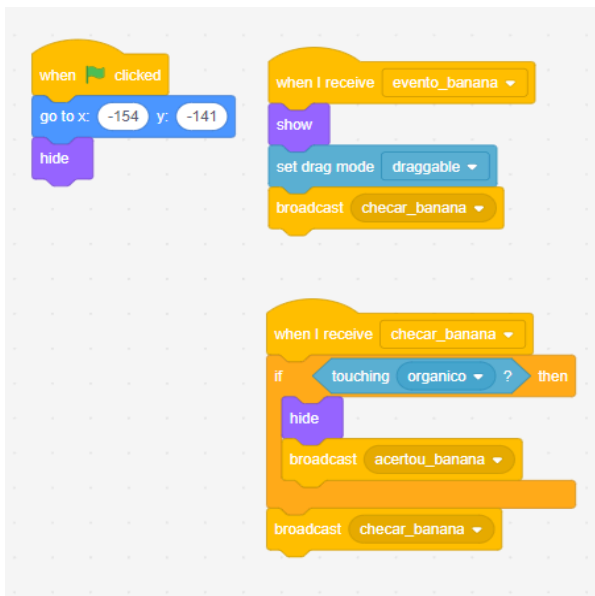 when clicked
go to x: -154 y: -141
hide
when I receive evento_banana
show
set drag mode draggable
broadcast checar_banana
when I receive checar_banana
if touching organico ? then
hide
broadcast acertou_banana
broadcast checar_banana